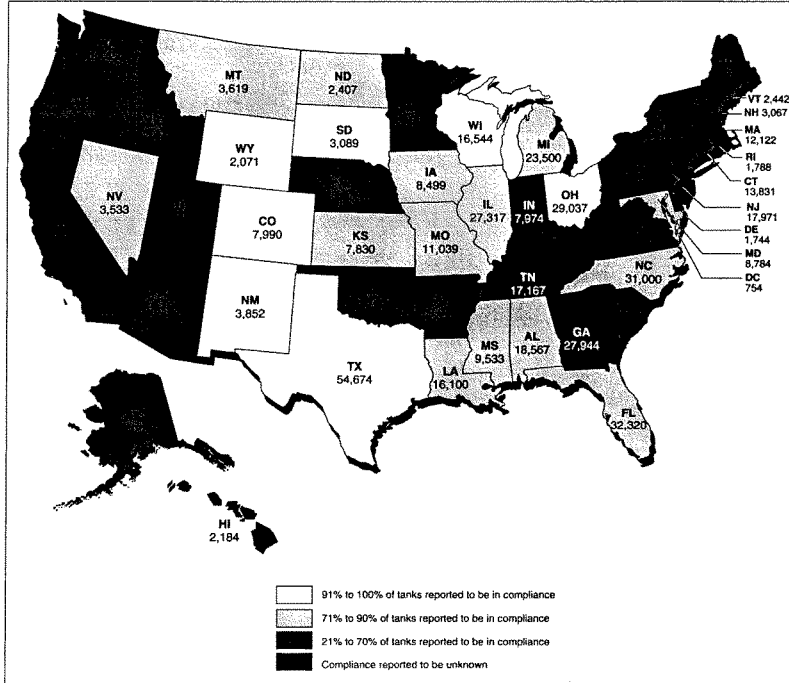 MT
3,619
ND
2,407
SD
3,089
WY
2,071
WI
16,544
MI
23,500
IA
8,499
NV
3,533
CO
7,990
KS
7,830
MO
11,039
IL
27,317
IN
7,974
OH
29,037
TN
17,167
NC
31,000
NM
3,852
TX
54,674
LA
16,100
MS
9,533
AL
18,567
GA
27,944
FL
32,320
HI
2,184
VT 2,442
NH 3,067
MA
12,122
RI
1,788
CT
13,831
NJ
17,971
DE
1,744
MD
8,784
DC
754
91% to 100% of tanks reported to be in compliance
71% to 90% of tanks reported to be in compliance
21% to 70% of tanks reported to be in compliance
Compliance reported to be unknown